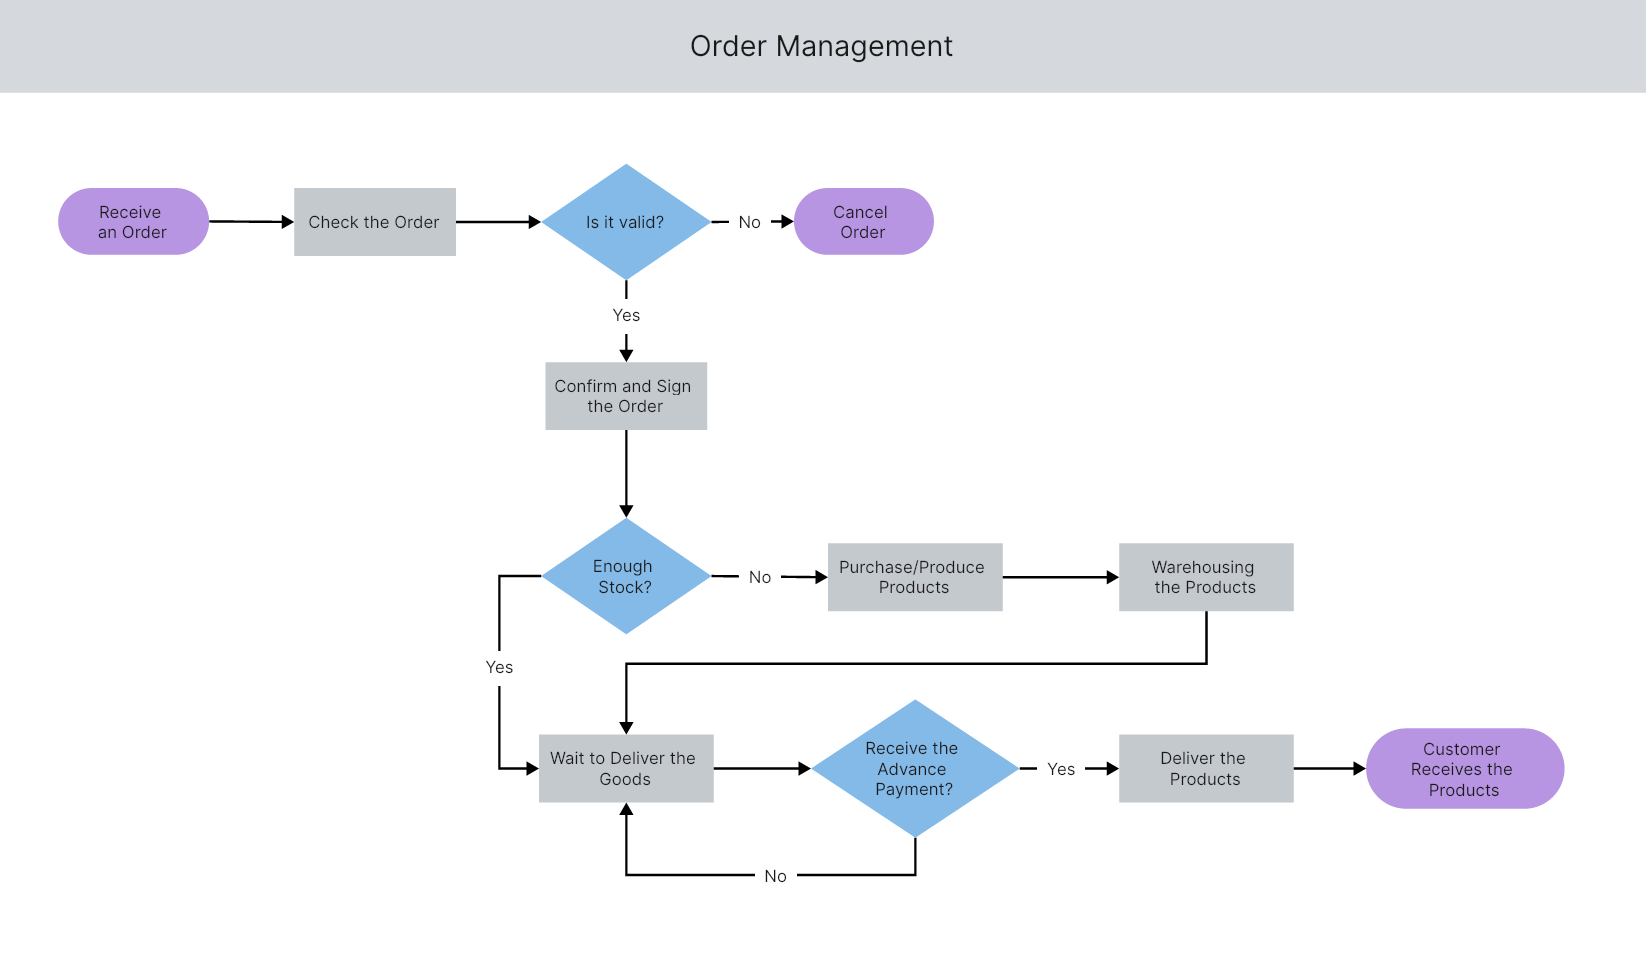 Order Management
Receive
an Order
Check the Order
Is it valid?
No
Cancel
Order
Yes
Confirm and Sign
the Order
Enough
Stock?
No
Purchase/Produce
Products
Warehousing
the Products
Yes
Wait to Deliver the
Goods
Receive the
Advance
Payment?
Yes
Deliver the
Products
Customer
Receives the
Products
No